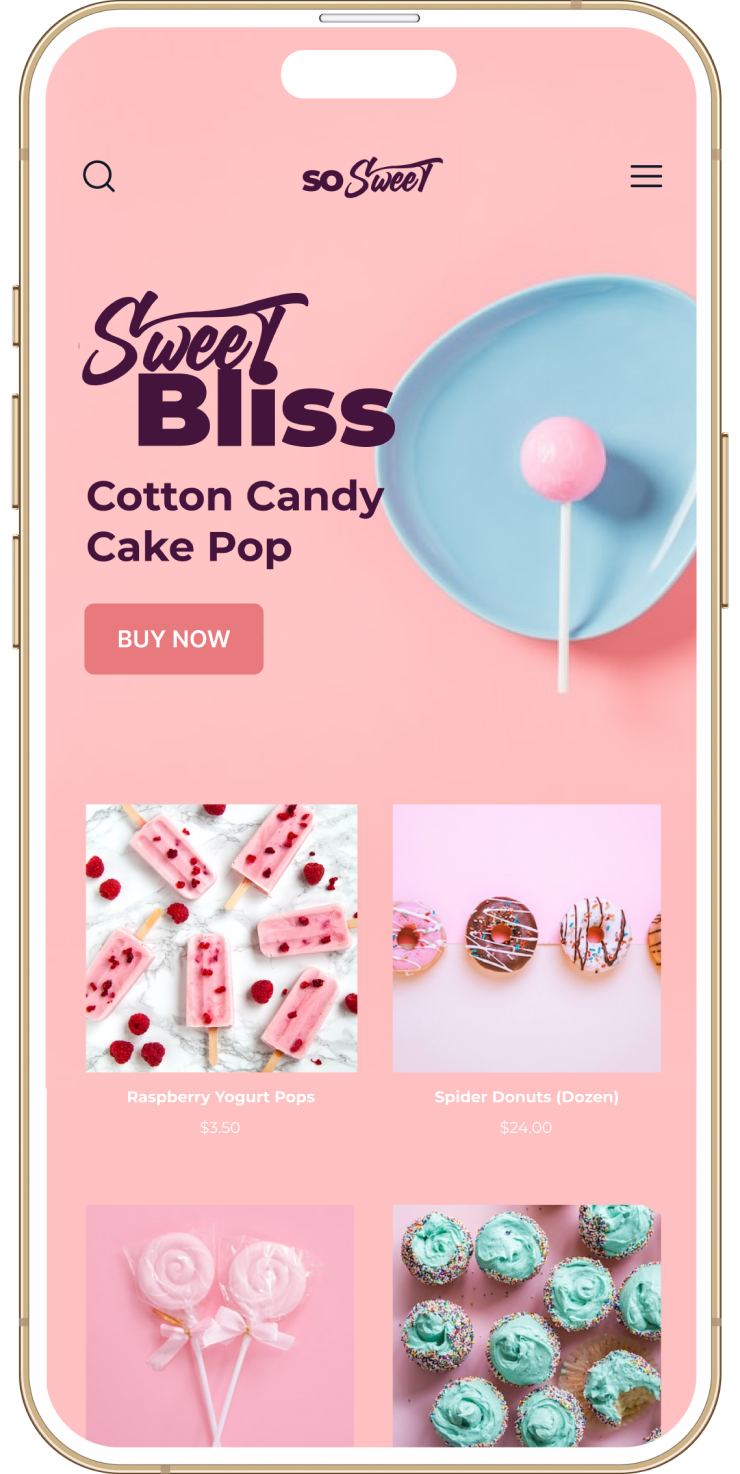 so SweeT
SweeT
Bliss
Cotton Candy
Cake Pop
BUY NOW
Raspberry Yogurt Pops
Spider Donuts (Dozen)
$3.50
$24.00